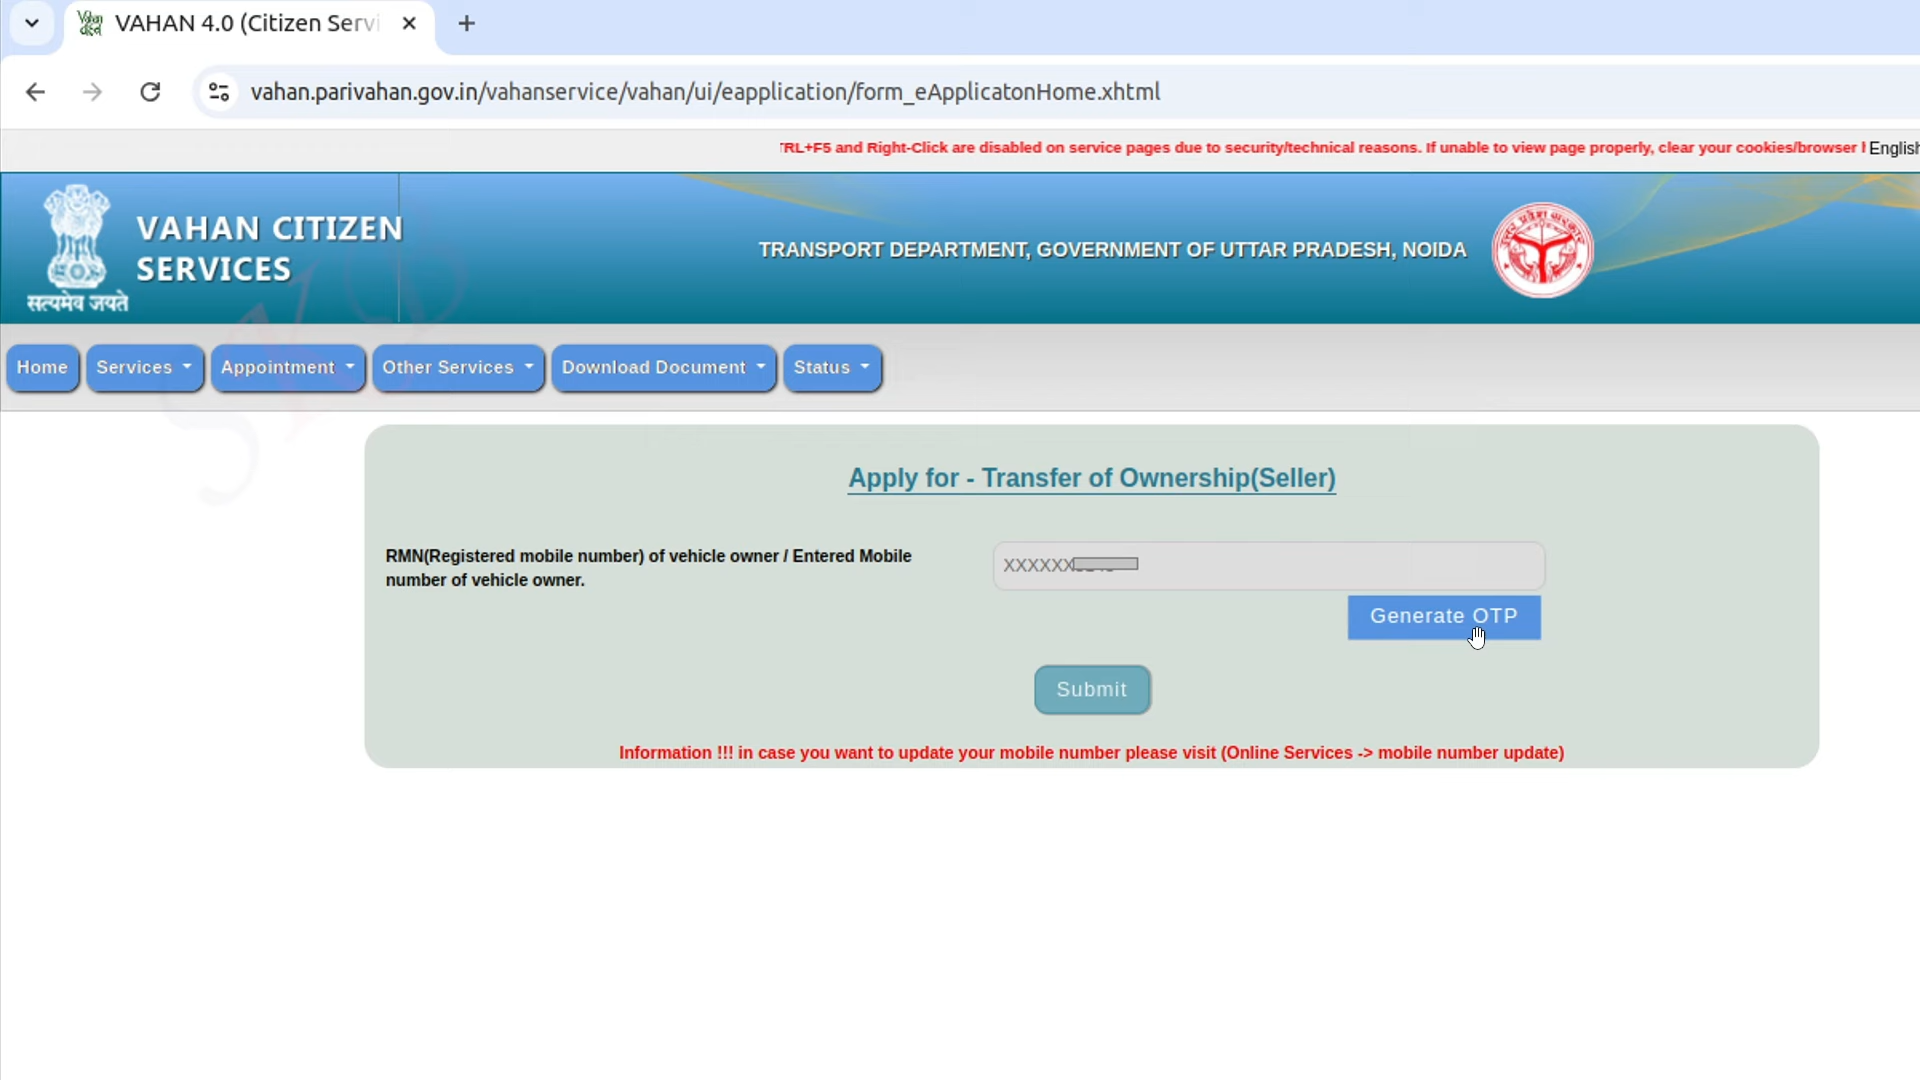 VAHAN 4.0 (Citizen Servi
vahan.parivahan.gov.in/vahanservice/vahan/ui/eapplication/form_eApplicatonHome.xhtml
TRL+F5 and Right-Click are disabled on service pages due to security/technical reasons. If unable to view page properly, clear your cookies/browser
English
VAHAN CITIZEN
SERVICES
सत्यमेव जयते
TRANSPORT DEPARTMENT, GOVERNMENT OF UTTAR PRADESH, NOIDA
Home
Services
Appointment
Other Services
Download Document
Status
Apply for - Transfer of Ownership(Seller)
RMN(Registered mobile number) of vehicle owner / Entered Mobile
number of vehicle owner.
XXXXXX
Generate OTP
Submit
Information !!! in case you want to update your mobile number please visit (Online Services -> mobile number update)